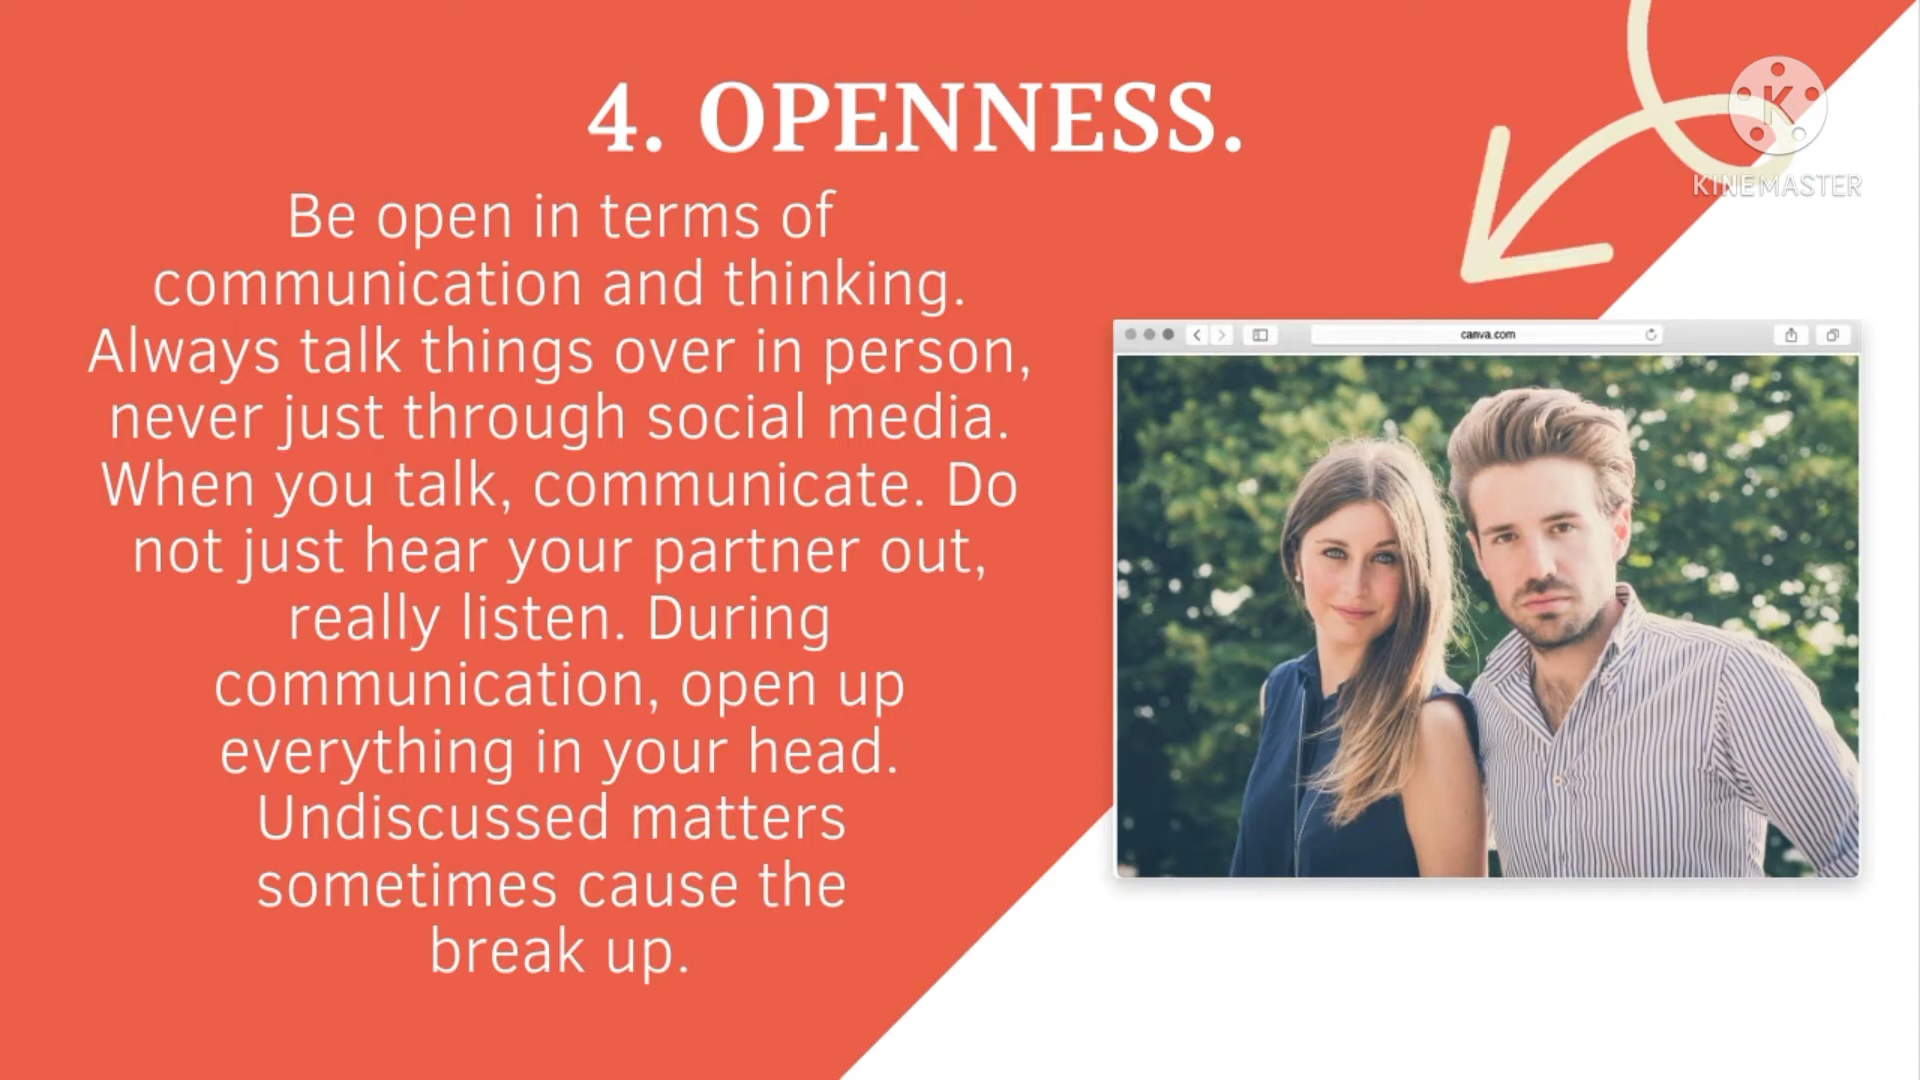 4. OPENNESS.
Be open in terms of
communication and thinking.
Always talk things over in person,
never just through social media.
When you talk, communicate. Do
not just hear your partner out,
really listen. During
communication, open up
everything in your head.
Undiscussed matters
sometimes cause the
break up.
K
KINEMASTER
canva.com